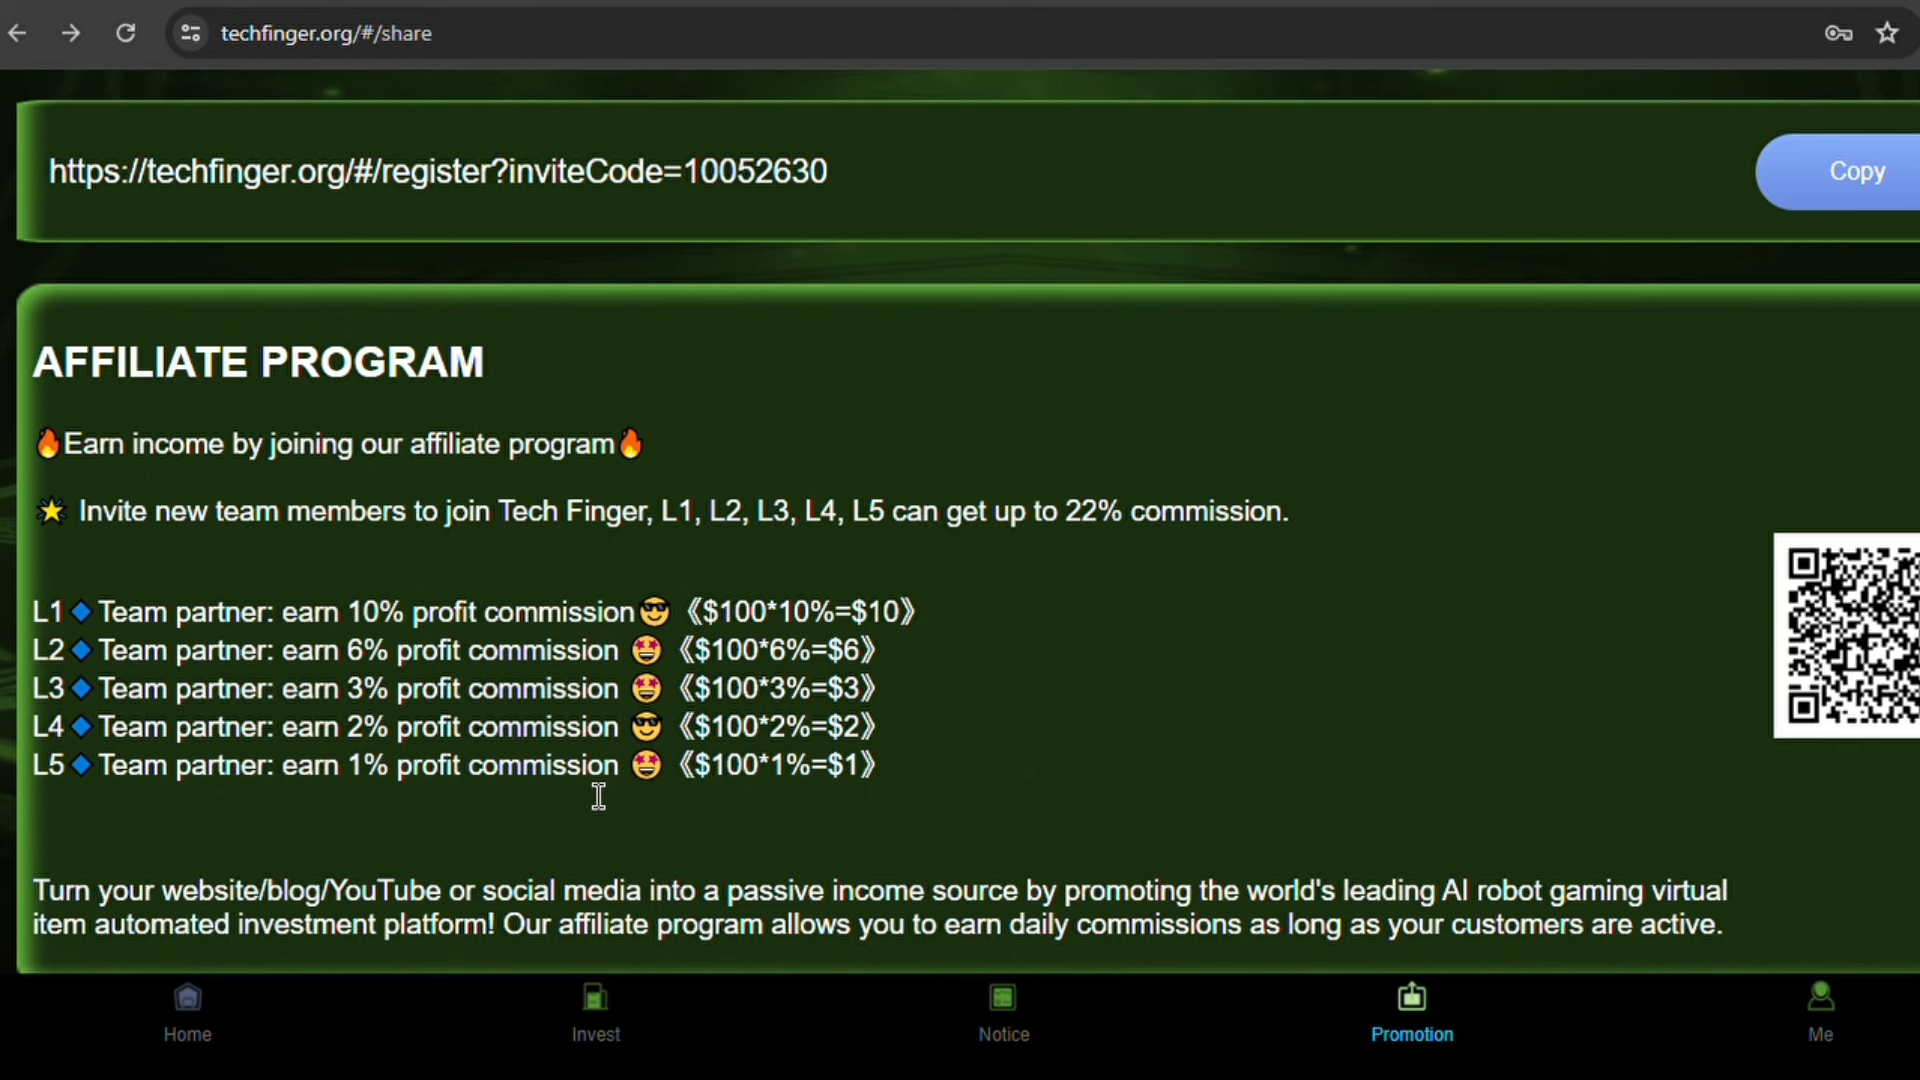 techfinger.org/#/share
https://techfinger.org/#/register?inviteCode=10052630
Copy
AFFILIATE PROGRAM
🔥Earn income by joining our affiliate program🔥
🌟 Invite new team members to join Tech Finger, L1, L2, L3, L4, L5 can get up to 22% commission.
L1🔹Team partner: earn 10% profit commission😎 《$100*10%=$10》
L2🔹Team partner: earn 6% profit commission 🤩 《$100*6%=$6》
L3🔹Team partner: earn 3% profit commission 🤩 《$100*3%=$3》
L4🔹Team partner: earn 2% profit commission 😎 《$100*2%=$2》
L5🔹Team partner: earn 1% profit commission 🤩 《$100*1%=$1》
Turn your website/blog/YouTube or social media into a passive income source by promoting the world's leading AI robot gaming virtual
item automated investment platform! Our affiliate program allows you to earn daily commissions as long as your customers are active.
Home
Invest
Notice
Promotion
Me